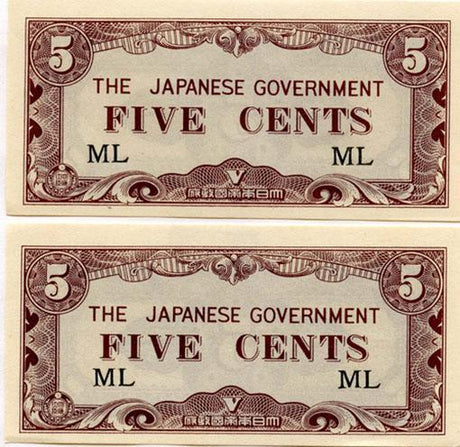 5 5
THE JAPANESE GOVERNMENT
FIVE CENTS
ML ML
V
大日本帝國政府
5 5
THE JAPANESE GOVERNMENT
FIVE CENTS
ML ML
V
大日本帝國政府